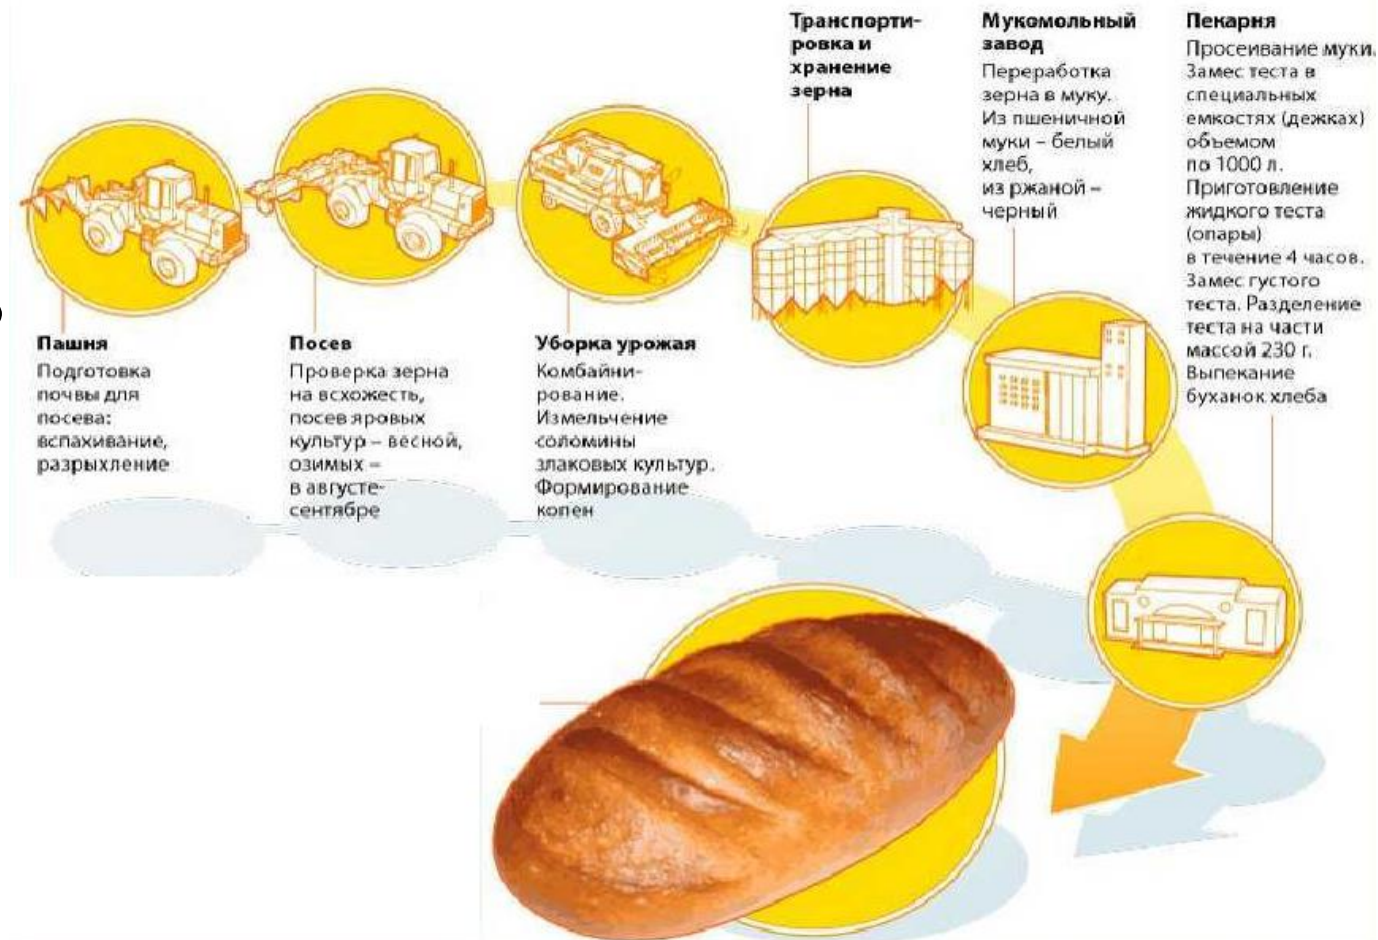 Пашня
Подготовка
почвы для
посева:
вспахивание,
разрыхление
Посев
Проверка зерна
на всхожесть,
посев яровых
культур – весной,
озимых –
в августе-
сентябре
Уборка урожая
Комбайни-
рование.
Измельчение
соломины
злаковых культур.
Формирование
копен
Транспорти-
ровка и
хранение
зерна
Мукомольный
завод
Переработка
зерна в муку.
Из пшеничной
муки – белый
хлеб,
из ржаной –
черный
Пекарня
Просеивание муки.
Замес теста в
специальных
емкостях (дежках)
объемом
по 1000 л.
Приготовление
жидкого теста
(опары)
в течение 4 часов.
Замес густого
теста. Разделение
теста на части
массой 230 г.
Выпекание
буханок хлеба